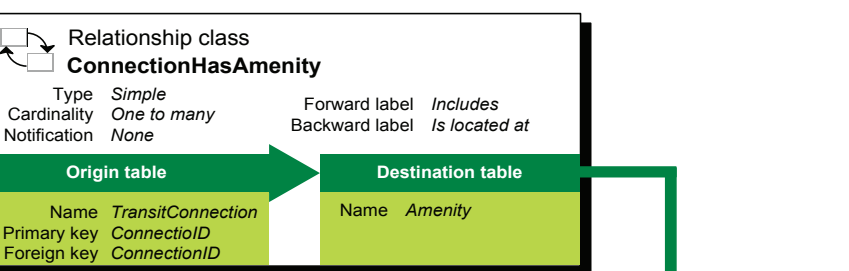 Relationship class
ConnectionHasAmenity
Type Simple
Cardinality One to many
Notification None
Forward label Includes
Backward label Is located at
Origin table
Destination table
Name TransitConnection
Primary key ConnectioID
Foreign key ConnectionID
Name Amenity